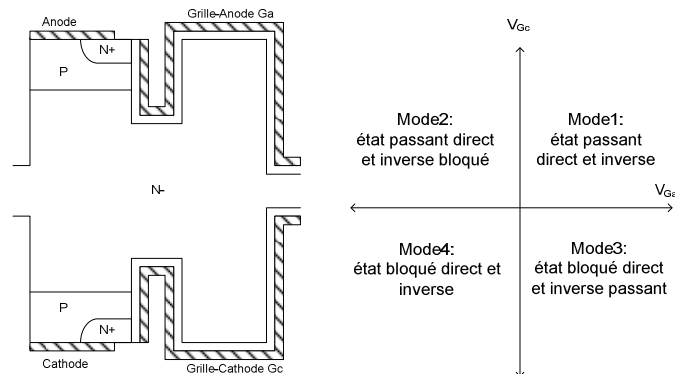 Anode
N+
P
Grille-Anode Ga
N-
P
N+
Cathode
Grille-Cathode Gc
VGc
Mode2:
état passant direct
et inverse bloqué
Mode1:
état passant
direct et inverse
VGa
Mode4:
état bloqué direct et
inverse
Mode3:
état bloqué direct
et inverse passant